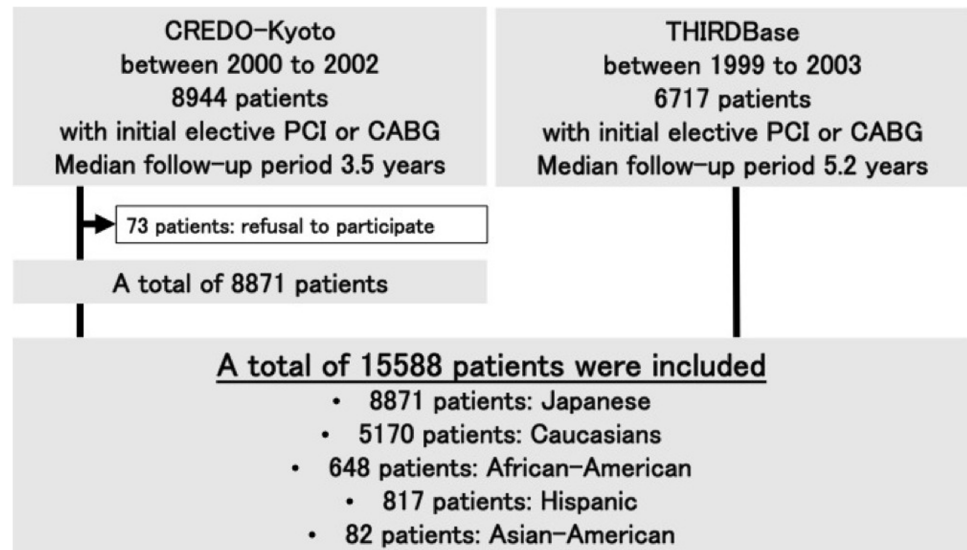 CREDO-Kyoto
between 2000 to 2002
8944 patients
with initial elective PCI or CABG
Median follow-up period 3.5 years
THIRDBase
between 1999 to 2003
6717 patients
with initial elective PCI or CABG
Median follow-up period 5.2 years
73 patients: refusal to participate
A total of 8871 patients
A total of 15588 patients were included
• 8871 patients: Japanese
• 5170 patients: Caucasians
• 648 patients: African-American
• 817 patients: Hispanic
• 82 patients: Asian-American